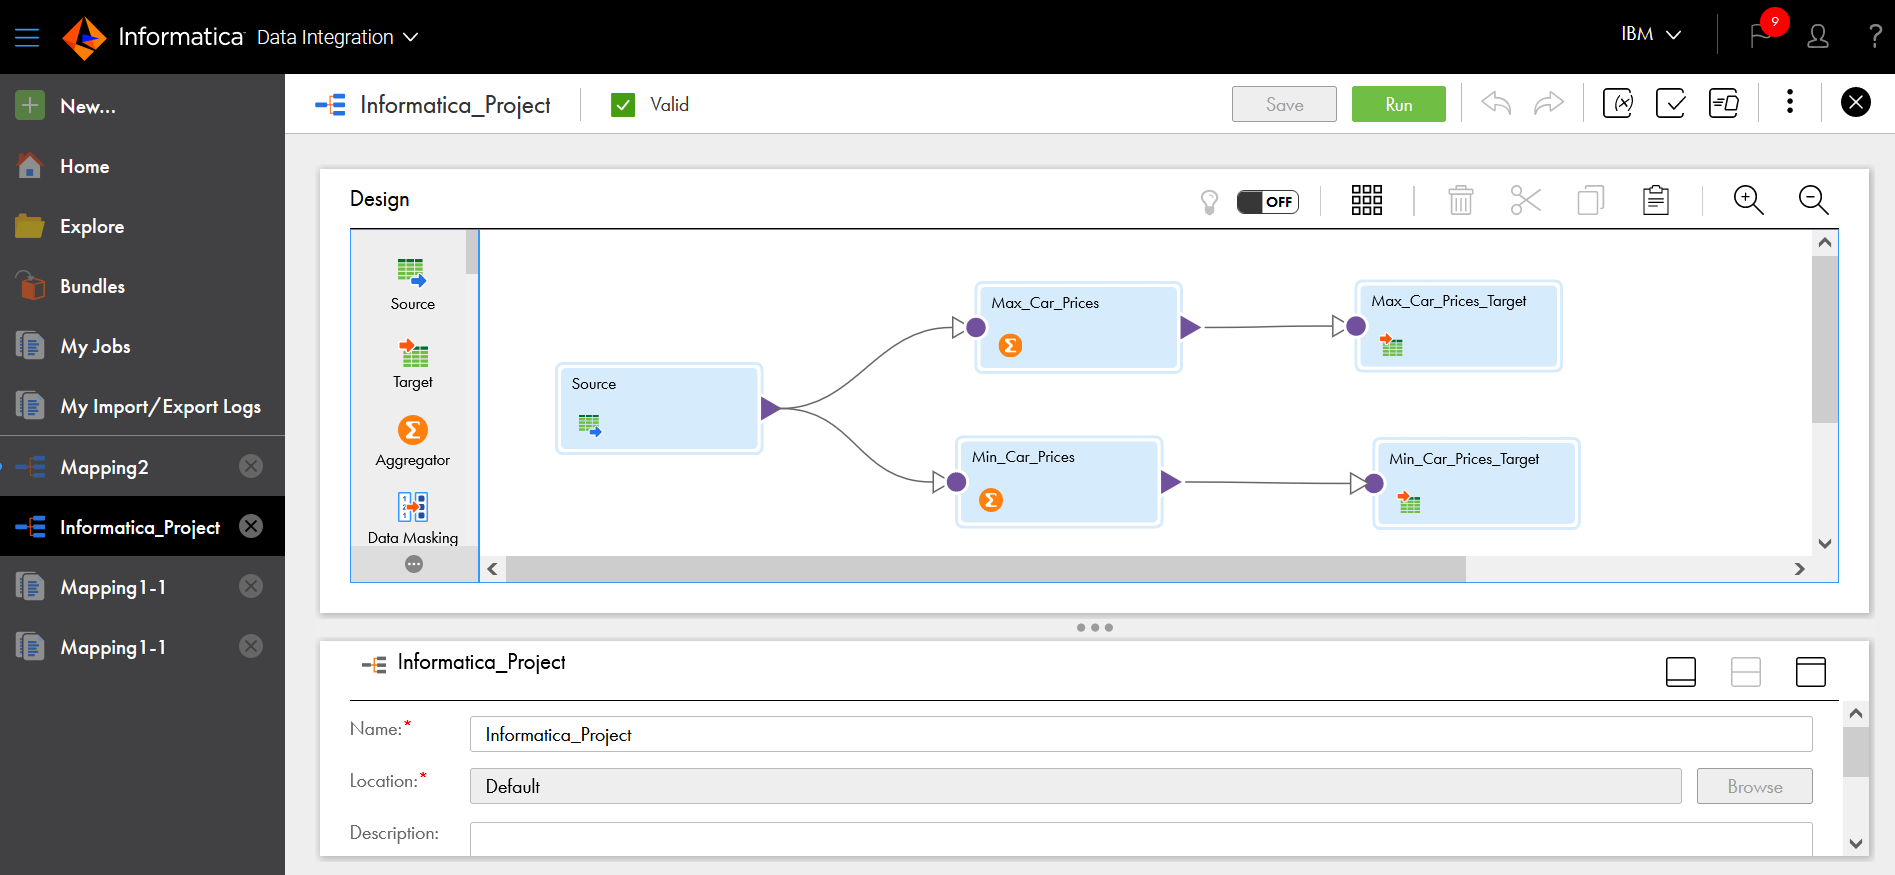 Informatica Data Integration
IBM
9
?
New...
Home
Explore
Bundles
My Jobs
My Import/Export Logs
Mapping2
Informatica_Project
Mapping1-1
Mapping1-1
Informatica_Project
Valid
Save
Run
Design
OFF
Source
Target
Aggregator
Data Masking
Source
Max_Car_Prices
Max_Car_Prices_Target
Min_Car_Prices
Min_Car_Prices_Target
Informatica_Project
Name:*
Informatica_Project
Location:*
Default
Browse
Description: